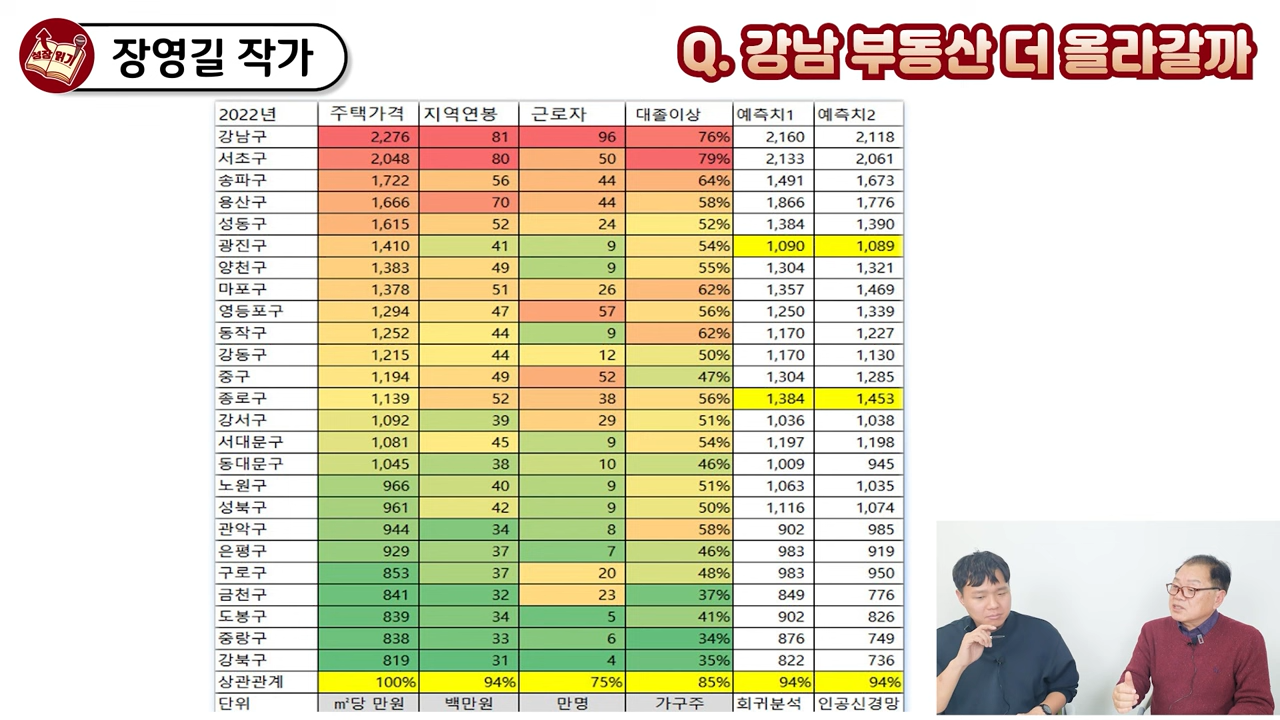 성점 읽기
장영길 작가
Q. 강남 부동산 더 올라갈까
2022년 주택가격 지역연봉 근로자 대졸이상 예측치1 예측치2
강남구 2,276 81 96 76% 2,160 2,118
서초구 2,048 80 50 79% 2,133 2,061
송파구 1,722 56 44 64% 1,491 1,673
용산구 1,666 70 44 58% 1,866 1,776
성동구 1,615 52 24 52% 1,384 1,390
광진구 1,410 41 9 54% 1,090 1,089
양천구 1,383 49 9 55% 1,304 1,321
마포구 1,378 51 26 62% 1,357 1,469
영등포구 1,294 47 57 56% 1,250 1,339
동작구 1,252 44 9 62% 1,170 1,227
강동구 1,215 44 12 50% 1,170 1,130
중구 1,194 49 52 47% 1,304 1,285
종로구 1,139 52 38 56% 1,384 1,453
강서구 1,092 39 29 51% 1,036 1,038
서대문구 1,081 45 9 54% 1,197 1,198
동대문구 1,045 38 10 46% 1,009 945
노원구 966 40 9 51% 1,063 1,035
성북구 961 42 9 50% 1,116 1,074
관악구 944 34 8 58% 902 985
은평구 929 37 7 46% 983 919
구로구 853 37 20 48% 983 950
금천구 841 32 23 37% 849 776
도봉구 839 34 5 41% 902 826
중랑구 838 33 6 34% 876 749
강북구 819 31 4 35% 822 736
상관관계 100% 94% 75% 85% 94% 94%
단위 ㎡당 만원 백만원 만명 가구주 회귀분석 인공신경망